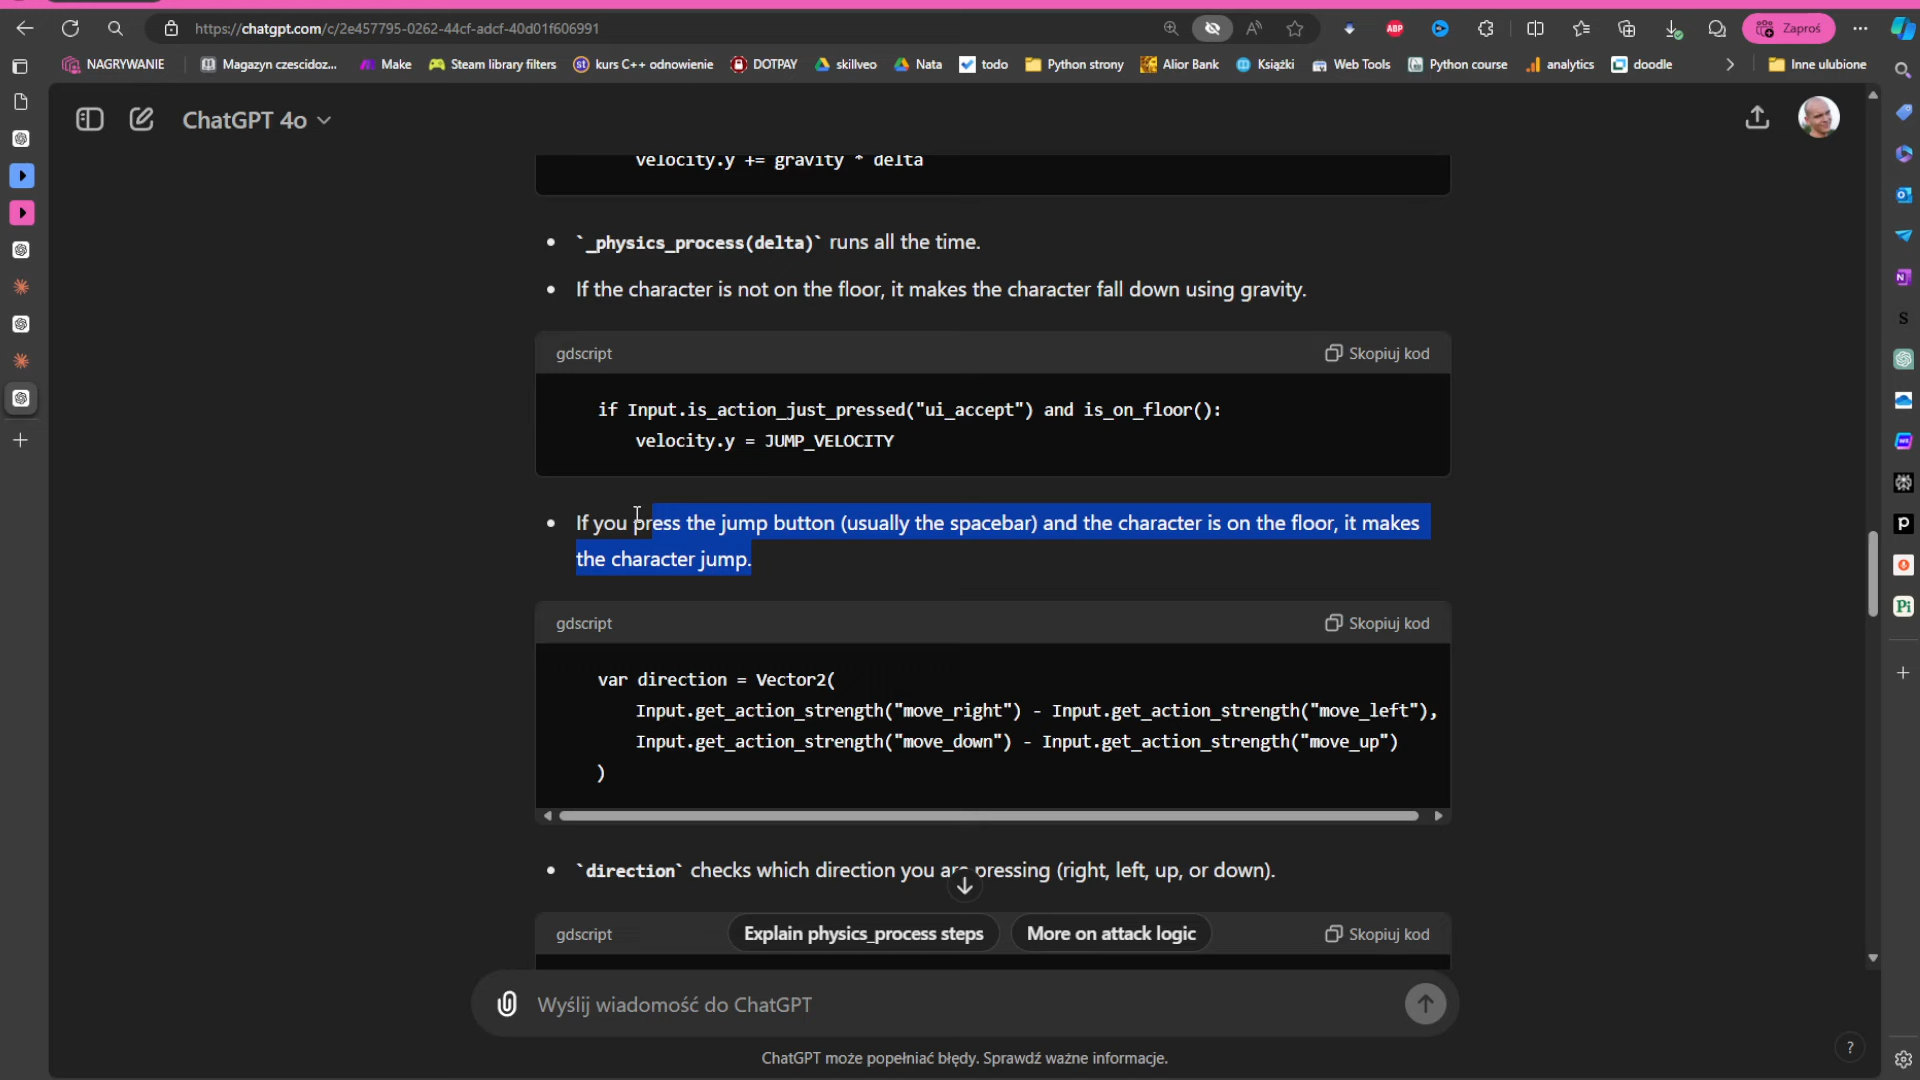 https://chatgpt.com/c/2e457795-0262-44cf-adcf-40d01f606991
ABP
Zaproś
NAGRYWANIE
Magazyn czescidoz...
Make
Steam library filters
kurs C++ odnowienie
DOTPAY
skillveo
Nata
todo
Python strony
Alior Bank
Książki
Web Tools
Python course
analytics
doodle
Inne ulubione
ChatGPT 4o
velocity.y += gravity * delta
`_physics_process(delta)` runs all the time.
If the character is not on the floor, it makes the character fall down using gravity.
gdscript
Skopiuj kod
if Input.is_action_just_pressed("ui_accept") and is_on_floor():
velocity.y = JUMP_VELOCITY
If you press the jump button (usually the spacebar) and the character is on the floor, it makes
the character jump.
gdscript
Skopiuj kod
var direction = Vector2(
Input.get_action_strength("move_right") - Input.get_action_strength("move_left"),
Input.get_action_strength("move_down") - Input.get_action_strength("move_up")
)
`direction` checks which direction you are pressing (right, left, up, or down).
gdscript
Explain physics_process steps
More on attack logic
Skopiuj kod
Wyślij wiadomość do ChatGPT
ChatGPT może popełniać błędy. Sprawdź ważne informacje.
?